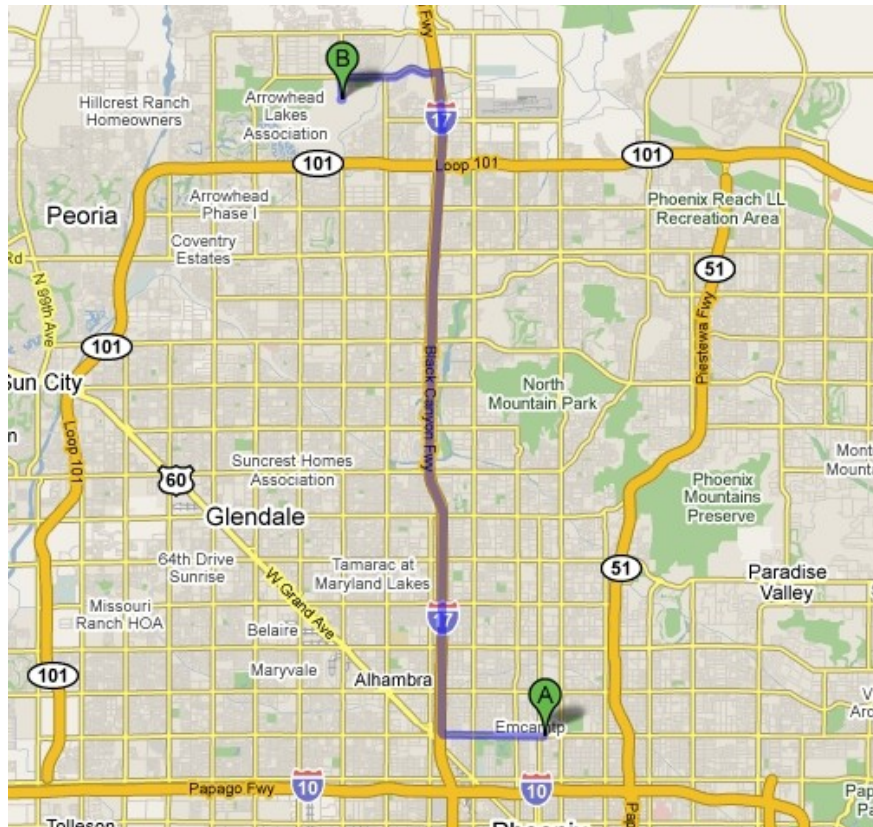 B
Hillcrest Ranch
Homeowners
Arrowhead
Lakes
Association
17
101
Loop 101
101
Arrowhead
Phase I
Phoenix Reach LL
Recreation Area
Peoria
Coventry
Estates
Rd
51
N 99th Ave
Piestewa Fwy
101
Black Canyon Fwy
Sun City
North
Mountain Park
Loop 101
Suncrest Homes
Association
60
Phoenix
Mountains
Preserve
Glendale
64th Drive
Sunrise
Tamarac at
Maryland Lakes
51
Paradise
Valley
W Grand Ave
Missouri
Ranch HOA
17
Belaire
Maryvale
101
Alhambra
A
Emcamtp
Papago Fwy
10
10
Tolleson
Phoenix